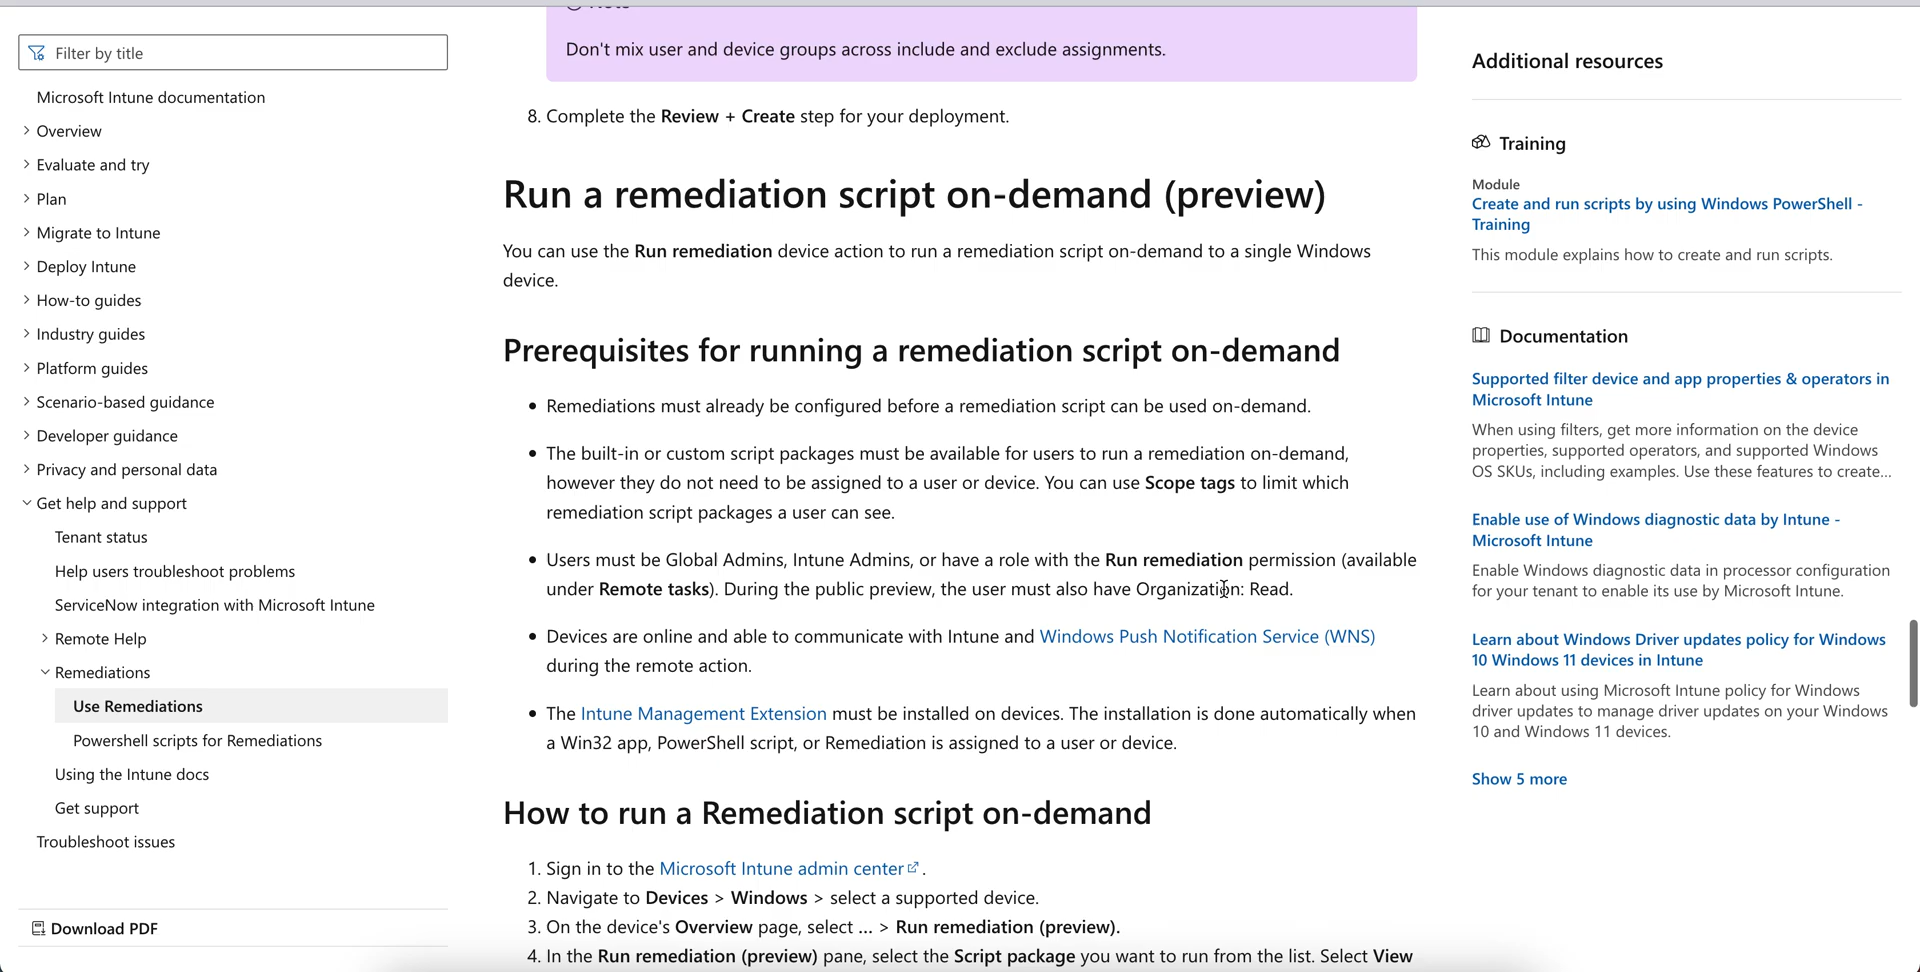 Filter by title
Microsoft Intune documentation
Overview
Evaluate and try
Plan
Migrate to Intune
Deploy Intune
How-to guides
Industry guides
Platform guides
Scenario-based guidance
Developer guidance
Privacy and personal data
Get help and support
Tenant status
Help users troubleshoot problems
ServiceNow integration with Microsoft Intune
Remote Help
Remediations
Use Remediations
Powershell scripts for Remediations
Using the Intune docs
Get support
Troubleshoot issues
Download PDF
Don't mix user and device groups across include and exclude assignments.
8. Complete the Review + Create step for your deployment.
Run a remediation script on-demand (preview)
You can use the Run remediation device action to run a remediation script on-demand to a single Windows
device.
Prerequisites for running a remediation script on-demand
• Remediations must already be configured before a remediation script can be used on-demand.
• The built-in or custom script packages must be available for users to run a remediation on-demand,
however they do not need to be assigned to a user or device. You can use Scope tags to limit which
remediation script packages a user can see.
• Users must be Global Admins, Intune Admins, or have a role with the Run remediation permission (available
under Remote tasks). During the public preview, the user must also have Organization: Read.
• Devices are online and able to communicate with Intune and Windows Push Notification Service (WNS)
during the remote action.
• The Intune Management Extension must be installed on devices. The installation is done automatically when
a Win32 app, PowerShell script, or Remediation is assigned to a user or device.
How to run a Remediation script on-demand
1. Sign in to the Microsoft Intune admin center.
2. Navigate to Devices > Windows > select a supported device.
3. On the device's Overview page, select ... > Run remediation (preview).
4. In the Run remediation (preview) pane, select the Script package you want to run from the list. Select View
Additional resources
Training
Module
Create and run scripts by using Windows PowerShell -
Training
This module explains how to create and run scripts.
Documentation
Supported filter device and app properties & operators in
Microsoft Intune
When using filters, get more information on the device
properties, supported operators, and supported Windows
OS SKUs, including examples. Use these features to create...
Enable use of Windows diagnostic data by Intune -
Microsoft Intune
Enable Windows diagnostic data in processor configuration
for your tenant to enable its use by Microsoft Intune.
Learn about Windows Driver updates policy for Windows
10 Windows 11 devices in Intune
Learn about using Microsoft Intune policy for Windows
driver updates to manage driver updates on your Windows
10 and Windows 11 devices.
Show 5 more